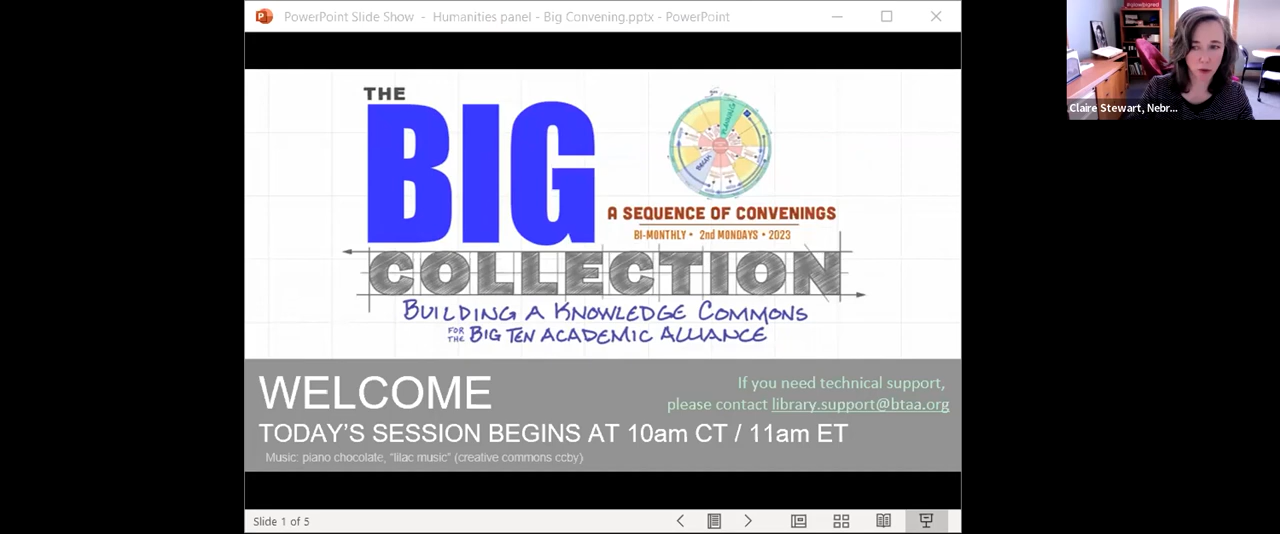 PowerPoint Slide Show - Humanities panel - Big Convening.pptx - PowerPoint
THE
BIG
A SEQUENCE OF CONVENINGS
BI-MONTHLY • 2nd MONDAYS • 2023
COLLECTION
BUILDING A KNOWLEDGE COMMONS
FOR THE BIG TEN ACADEMIC ALLIANCE
WELCOME
If you need technical support,
please contact library.support@btaa.org
TODAY'S SESSION BEGINS AT 10am CT / 11am ET
Music: piano chocolate, "lilac music" (creative commons ccby)
Slide 1 of 5
Claire Stewart, Nebr...